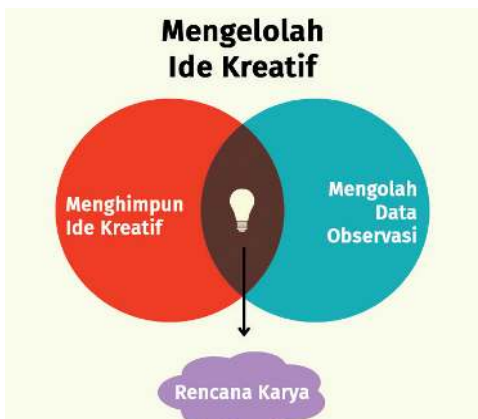 Mengelolah
Ide Kreatif
Menghimpun
Ide Kreatif
Mengolah
Data
Observasi
Rencana Karya